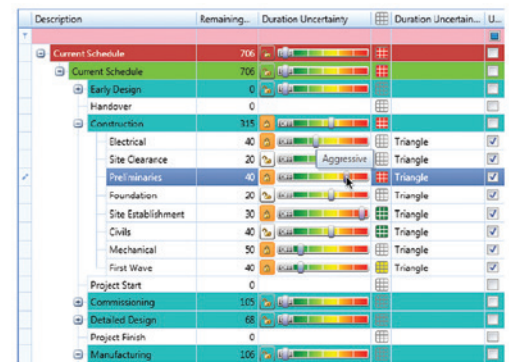 Description Remaining... Duration Uncertainty Duration Uncertain... U...
Current Schedule 706
Current Schedule 706
Early Design 0
Handover 0
Construction 315
Electrical 40 Triangle
Site Clearance 20 Aggressive Triangle
Preliminaries 40 Triangle
Foundation 20 Triangle
Site Establishment 30 Triangle
Civils 40 Triangle
Mechanical 50 Triangle
First Wave 40 Triangle
Project Start 0
Commissioning 105
Detailed Design 68
Project Finish 0
Manufacturing 106